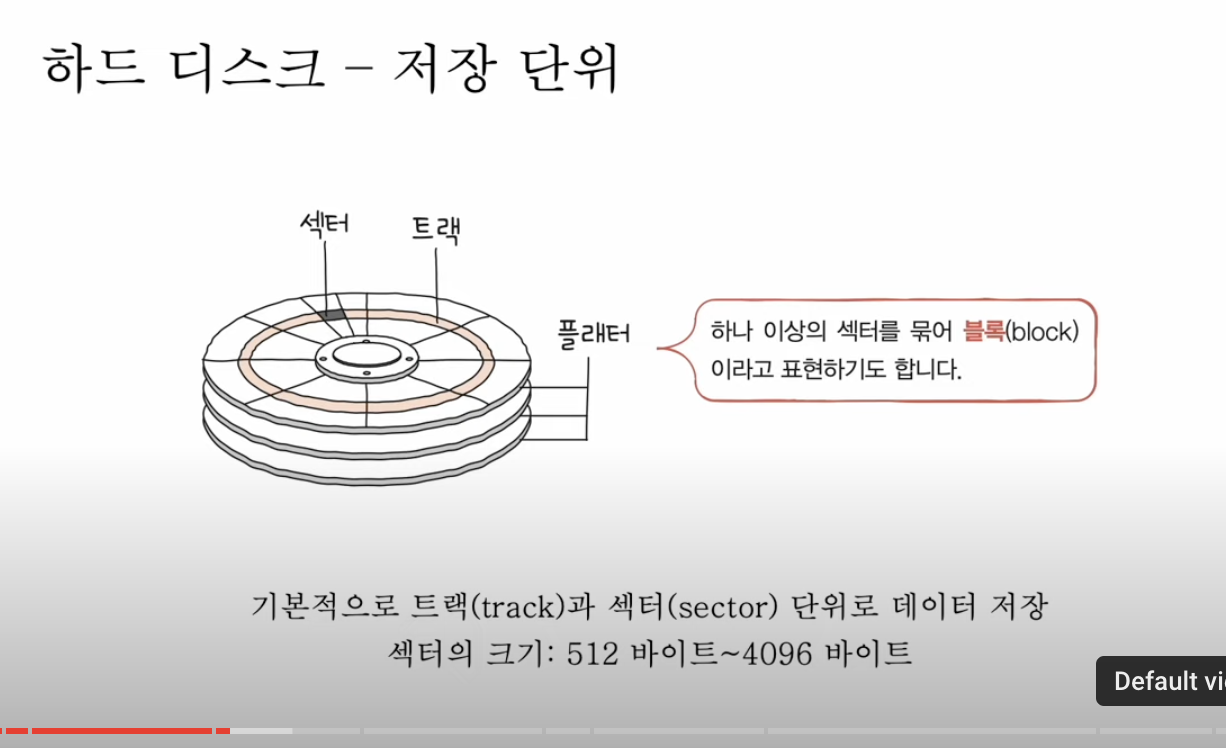 하드 디스크 – 저장 단위
섹터
트랙
플래터
하나 이상의 섹터를 묶어 블록(block)
이라고 표현하기도 합니다.
기본적으로 트랙(track)과 섹터(sector) 단위로 데이터 저장
섹터의 크기: 512 바이트~4096 바이트
Default